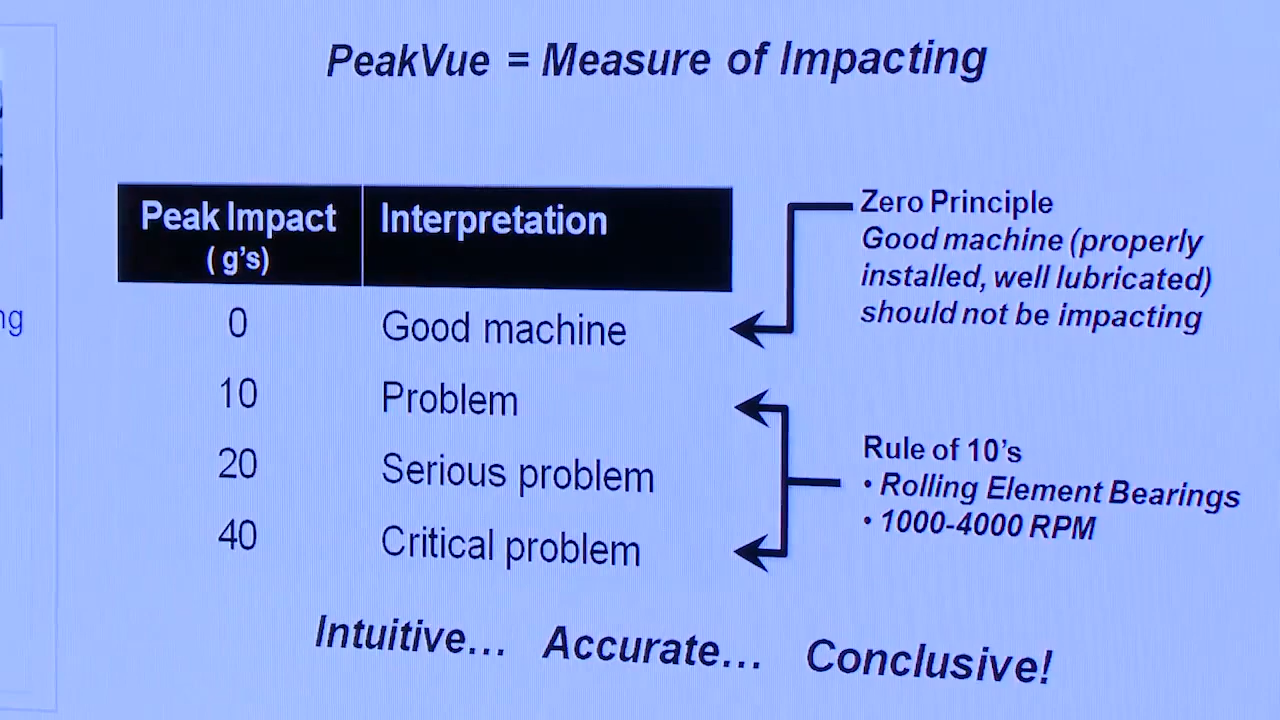 PeakVue = Measure of Impacting
Peak Impact
( g's)
Interpretation
0 Good machine
10 Problem
20 Serious problem
40 Critical problem
Zero Principle
Good machine (properly
installed, well lubricated)
should not be impacting
Rule of 10's
• Rolling Element Bearings
• 1000-4000 RPM
Intuitive... Accurate... Conclusive!
ng